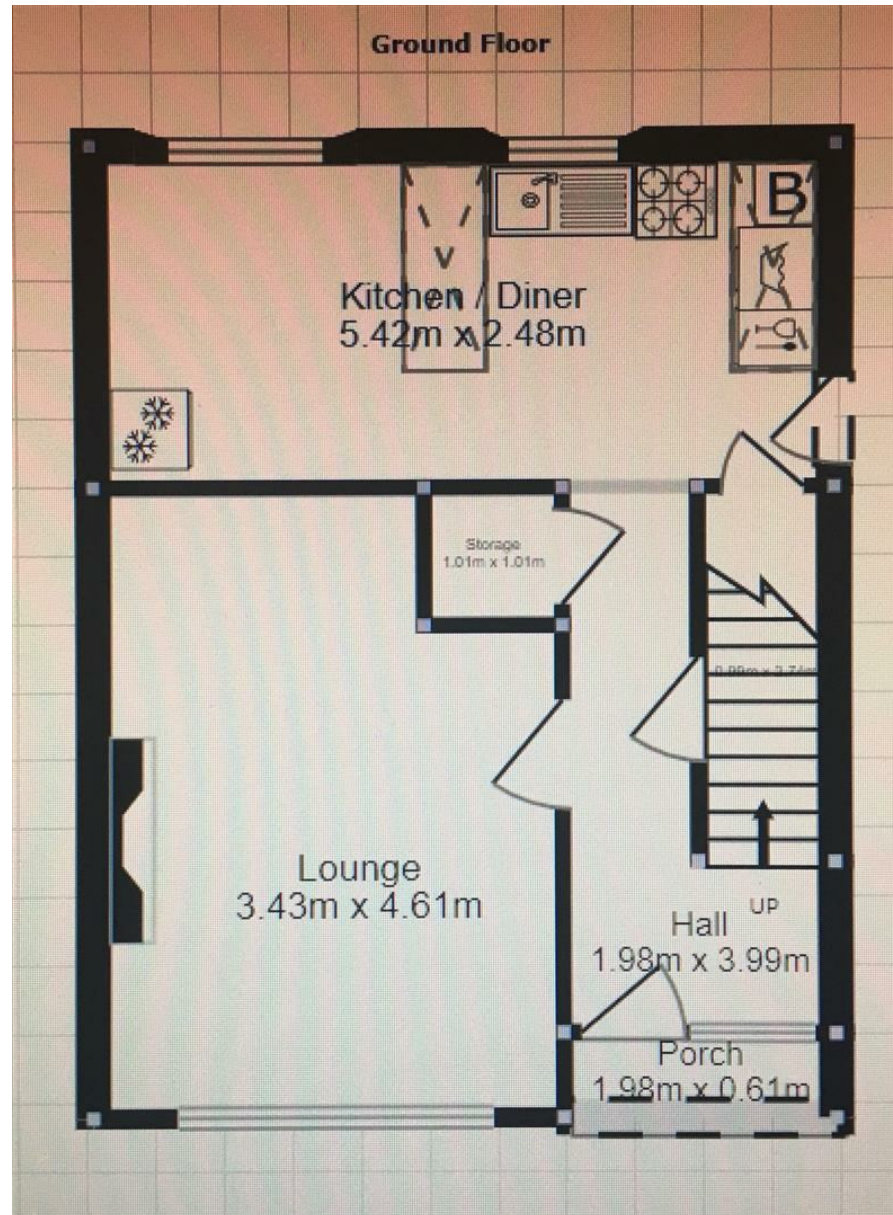 Ground Floor
B
Kitchen / Diner
5.42m x 2.48m
Storage
1.01m x 1.01m
Lounge
3.43m x 4.61m
UP
Hall
1.98m x 3.99m
Porch
1.98m x 0.61m